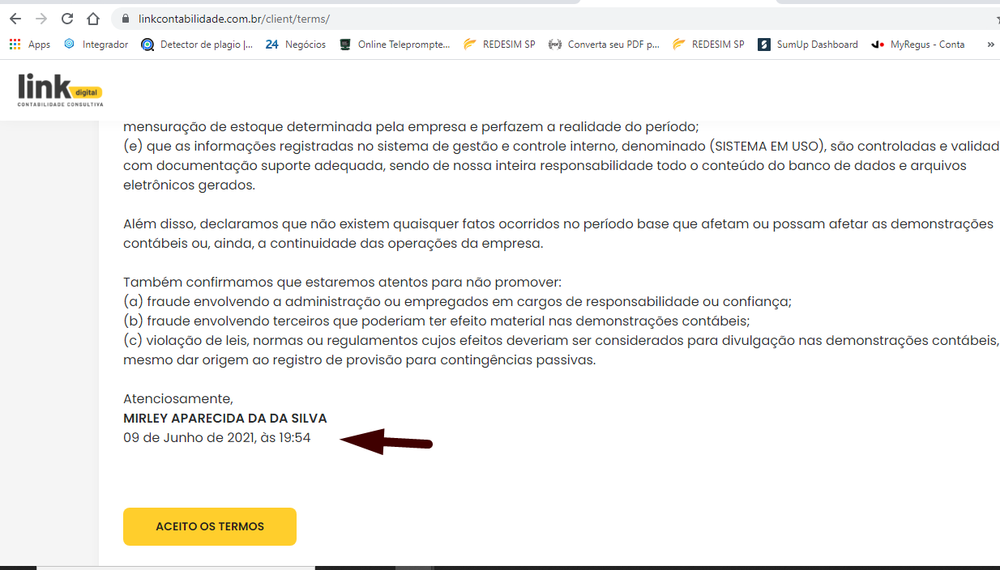 linkcontabilidade.com.br/client/terms/
Apps Integrador Detector de plagio |... 24 Negócios Online Teleprompte... REDESIM SP Converta seu PDF p... REDESIM SP SumUp Dashboard MyRegus - Conta »
link digital
CONTABILIDADE CONSULTIVA
mensuração de estoque determinada pela empresa e perfazem a realidade do período;
(e) que as informações registradas no sistema de gestão e controle interno, denominado (SISTEMA EM USO), são controladas e validad
com documentação suporte adequada, sendo de nossa inteira responsabilidade todo o conteúdo do banco de dados e arquivos
eletrônicos gerados.
Além disso, declaramos que não existem quaisquer fatos ocorridos no período base que afetam ou possam afetar as demonstrações
contábeis ou, ainda, a continuidade das operações da empresa.
Também confirmamos que estaremos atentos para não promover:
(a) fraude envolvendo a administração ou empregados em cargos de responsabilidade ou confiança;
(b) fraude envolvendo terceiros que poderiam ter efeito material nas demonstrações contábeis;
(c) violação de leis, normas ou regulamentos cujos efeitos deveriam ser considerados para divulgação nas demonstrações contábeis,
mesmo dar origem ao registro de provisão para contingências passivas.
Atenciosamente,
MIRLEY APARECIDA DA DA SILVA
09 de Junho de 2021, às 19:54
ACEITO OS TERMOS